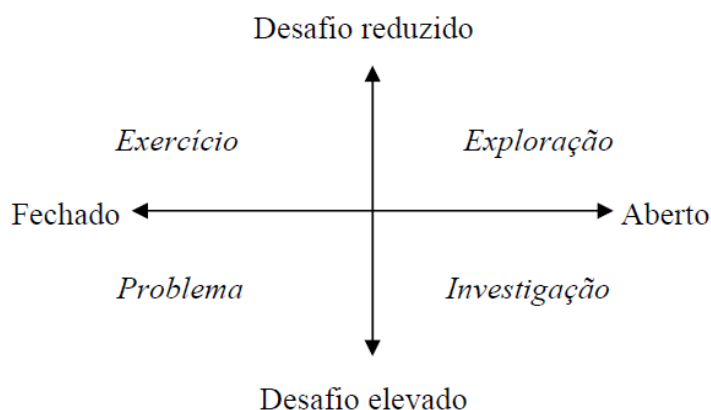 Desafio reduzido
Exercício
Exploração
Fechado
Aberto
Problema
Investigação
Desafio elevado